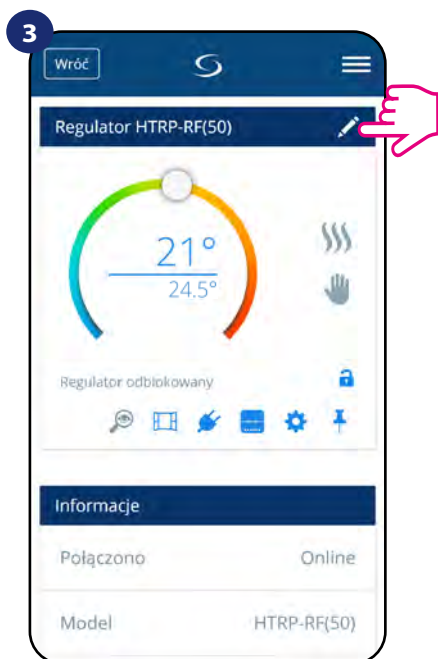 3
Wróć
Regulator HTRP-RF(50)
21°
24.5°
Regulator odblokowany
Informacje
Połączono Online
Model HTRP-RF(50)